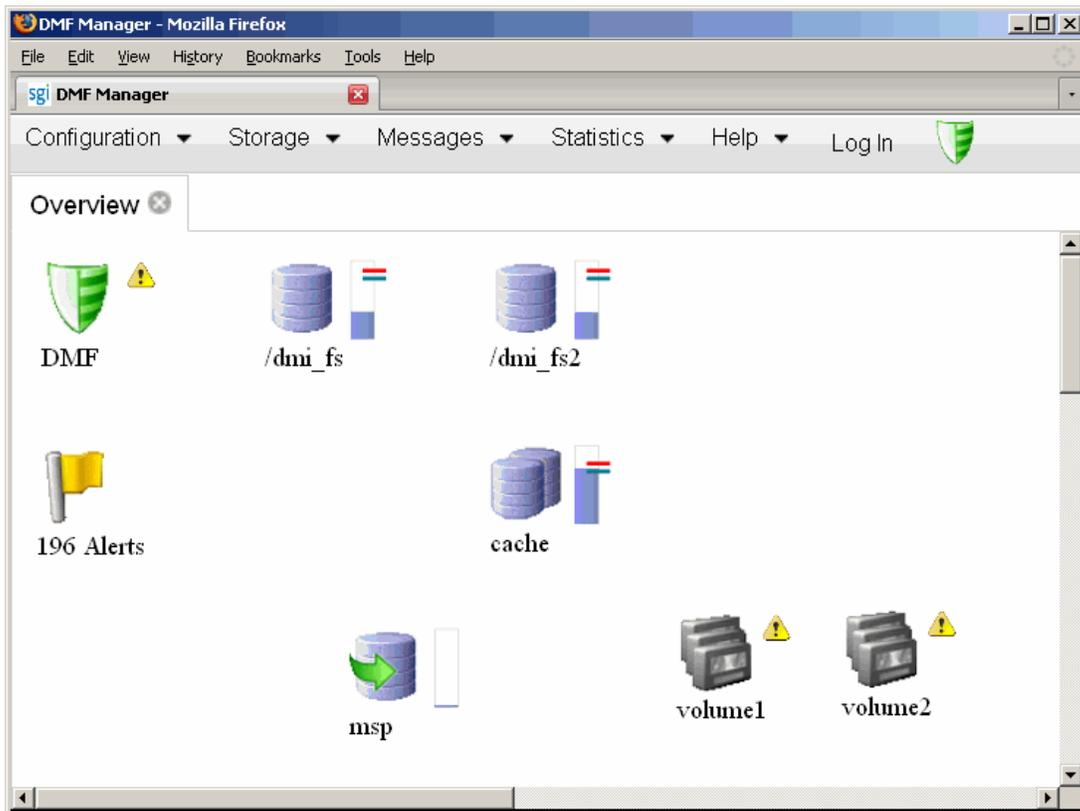 DMF Manager - Mozilla Firefox
File Edit View History Bookmarks Tools Help
sgi DMF Manager
Configuration Storage Messages Statistics Help Log In
Overview
DMF
/dmi_fs
/dmi_fs2
196 Alerts
cache
msp
volume1
volume2